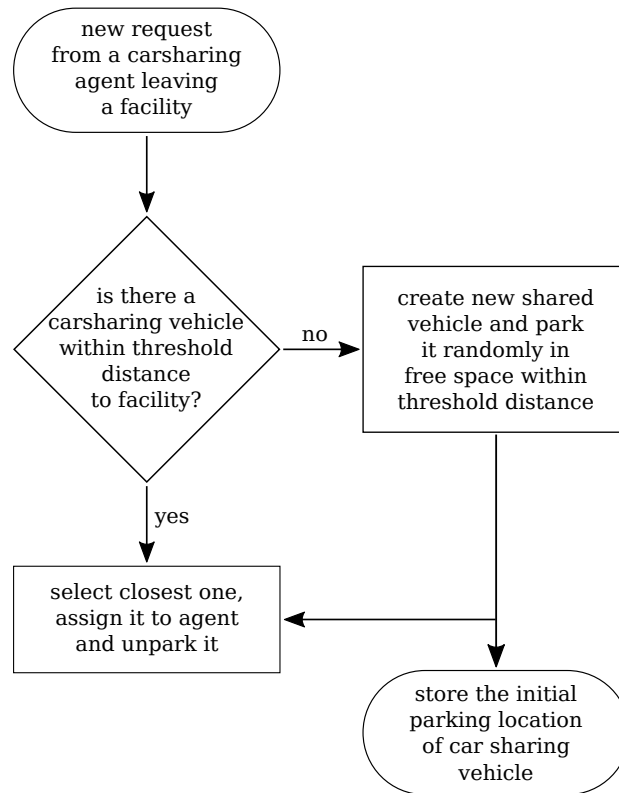 new request
from a carsharing
agent leaving
a facility
is there a
carsharing vehicle
within threshold
distance
to facility?
no
create new shared
vehicle and park
it randomly in
free space within
threshold distance
yes
select closest one,
assign it to agent
and unpark it
store the initial
parking location
of car sharing
vehicle